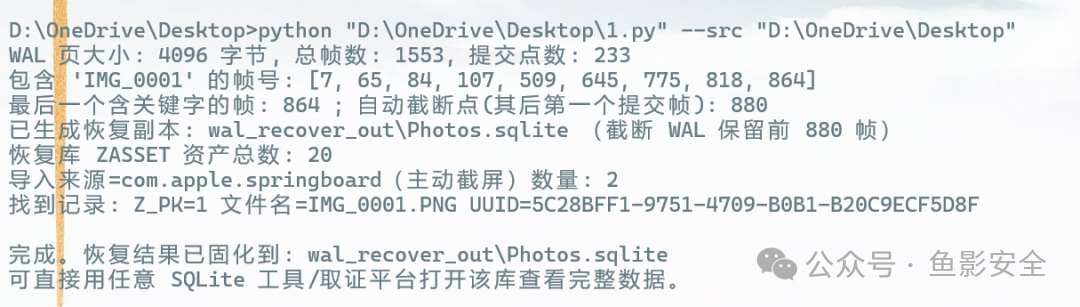 D:\OneDrive\Desktop>python "D:\OneDrive\Desktop\1.py" --src "D:\OneDrive\Desktop"
WAL 页大小: 4096 字节, 总帧数: 1553, 提交点数: 233
包含 'IMG_0001' 的帧号: [7, 65, 84, 107, 509, 645, 775, 818, 864]
最后一个含关键字的帧: 864 ; 自动截断点(其后第一个提交帧): 880
已生成恢复副本: wal_recover_out\Photos.sqlite （截断 WAL 保留前 880 帧）
恢复库 ZASSET 资产总数: 20
导入来源=com.apple.springboard（主动截屏）数量: 2
找到记录: Z_PK=1 文件名=IMG_0001.PNG UUID=5C28BFF1-9751-4709-B0B1-B20C9ECF5D8F
完成。恢复结果已固化到: wal_recover_out\Photos.sqlite
可直接用任意 SQLite 工具/取证平台打开该库查看完整数据。
公众号 · 鱼影安全